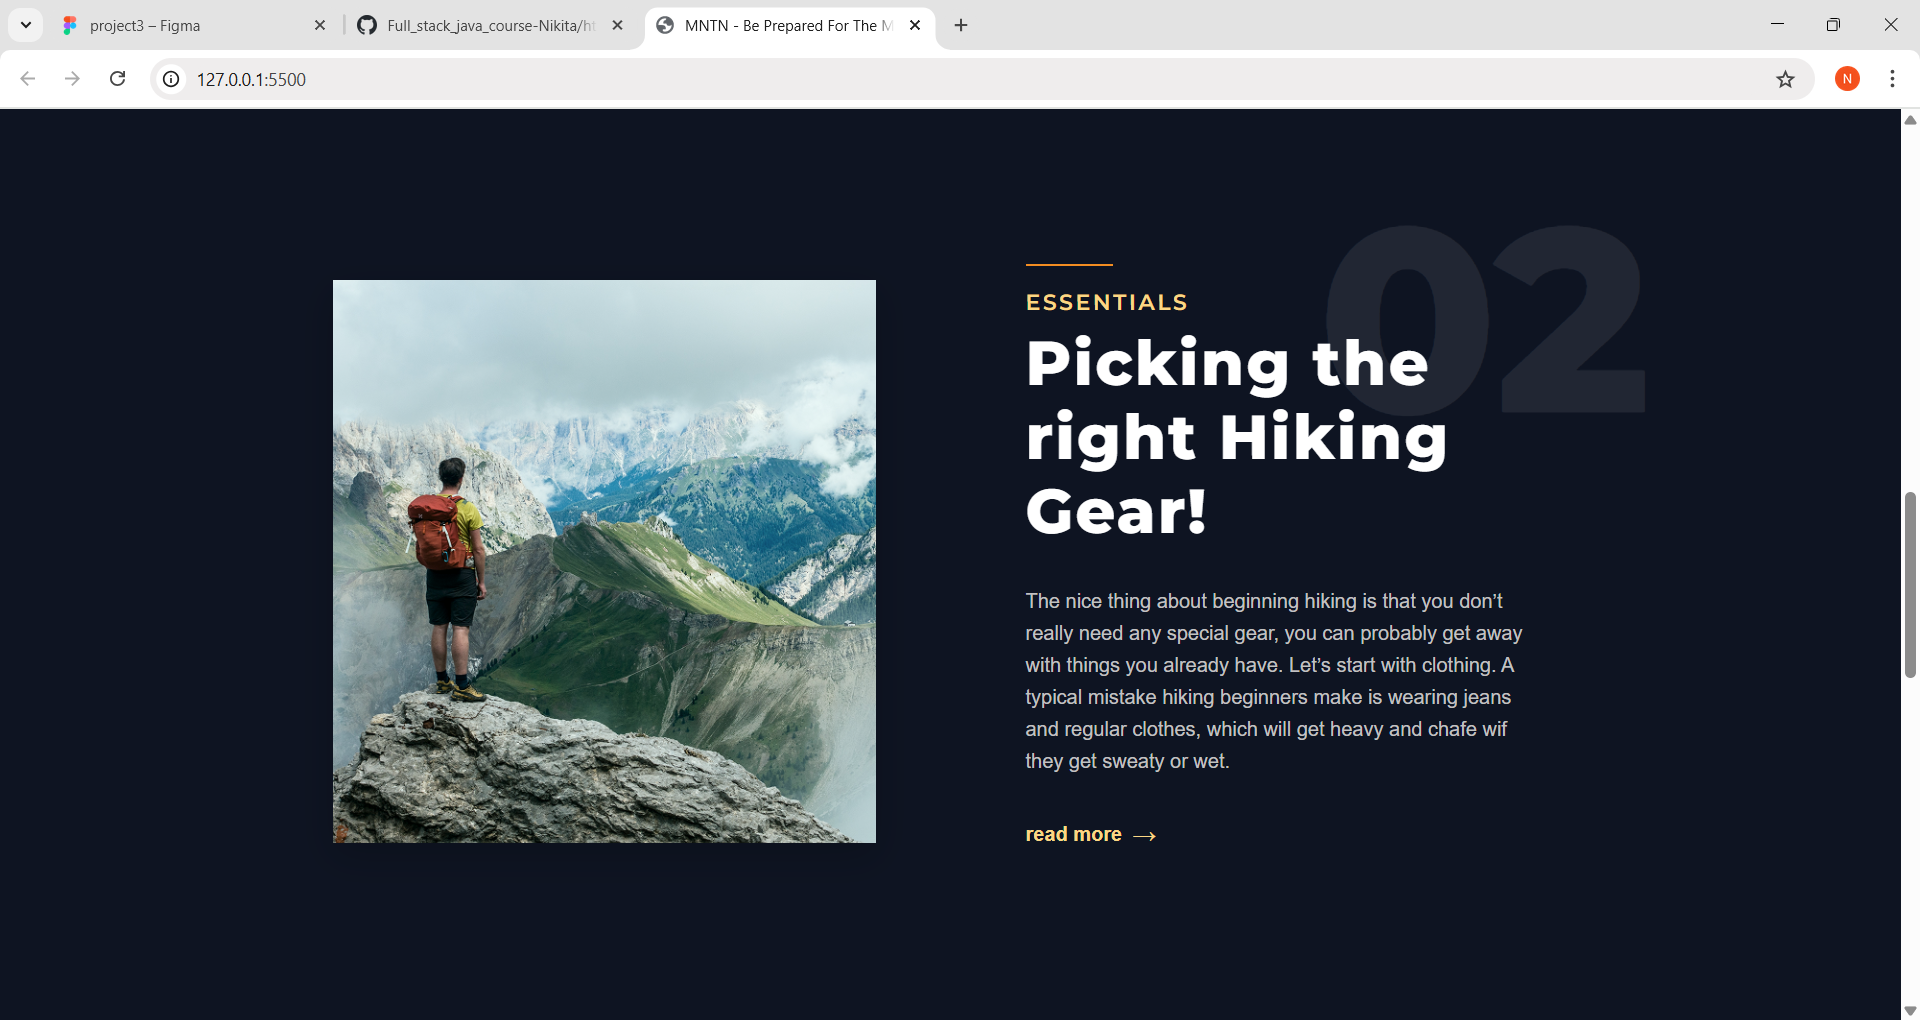 project3 – Figma
Full_stack_java_course-Nikita/ht
MNTN - Be Prepared For The M
127.0.0.1:5500
N
02
ESSENTIALS
Picking the
right Hiking
Gear!
The nice thing about beginning hiking is that you don’t
really need any special gear, you can probably get away
with things you already have. Let’s start with clothing. A
typical mistake hiking beginners make is wearing jeans
and regular clothes, which will get heavy and chafe wif
they get sweaty or wet.
read more →